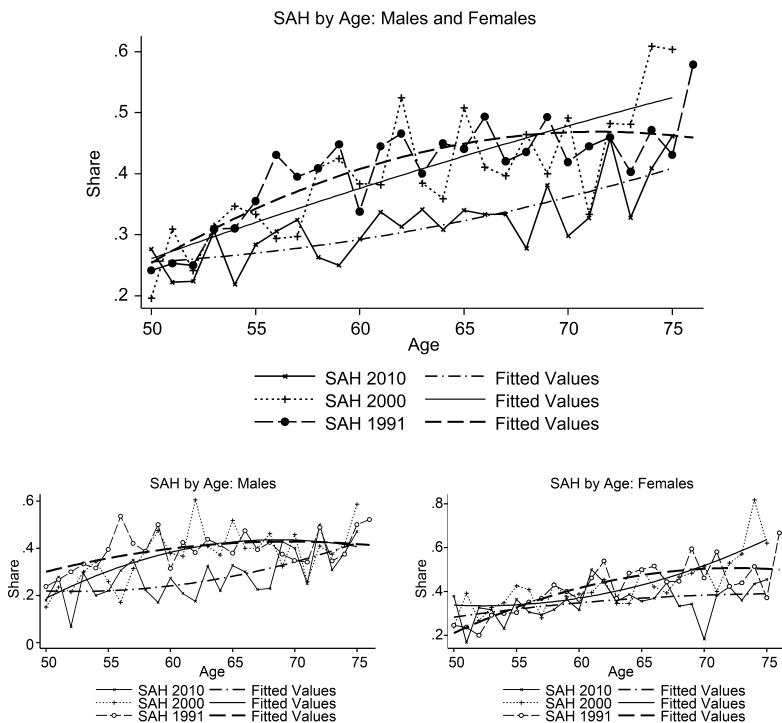 SAH by Age: Males and Females
.6
.5
.4
.3
.2
Share
50 55 60 65 70 75
Age
SAH 2010 Fitted Values
SAH 2000 Fitted Values
SAH 1991 Fitted Values
SAH by Age: Males
.6
.4
.2
0
Share
50 55 60 65 70 75
Age
SAH 2010 Fitted Values
SAH 2000 Fitted Values
SAH 1991 Fitted Values
SAH by Age: Females
.8
.6
.4
.2
Share
50 55 60 65 70 75
Age
SAH 2010 Fitted Values
SAH 2000 Fitted Values
SAH 1991 Fitted Values